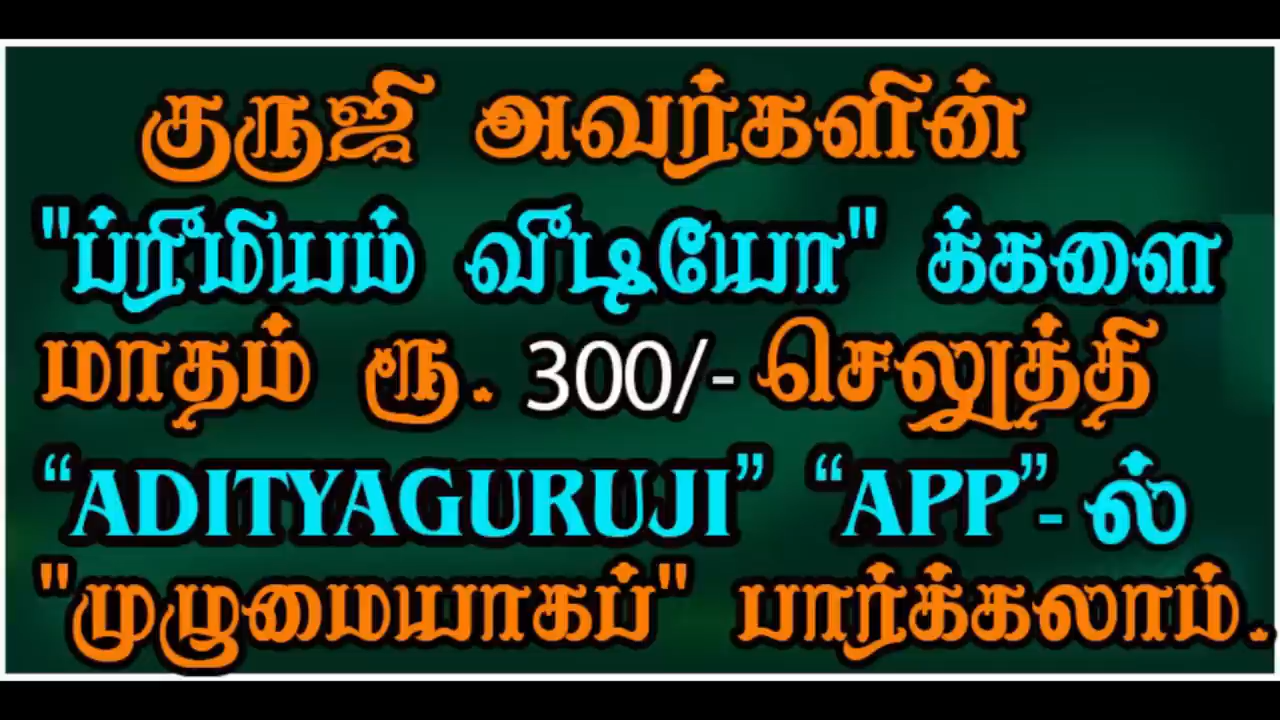 குருஜி அவர்களின்
"ப்ரீமியம் வீடியோ" க்களை
மாதம் ரூ. 300/- செலுத்தி
“ADITYAGURUJI” “APP”-ல்
"முழுமையாகப்" பார்க்கலாம்.